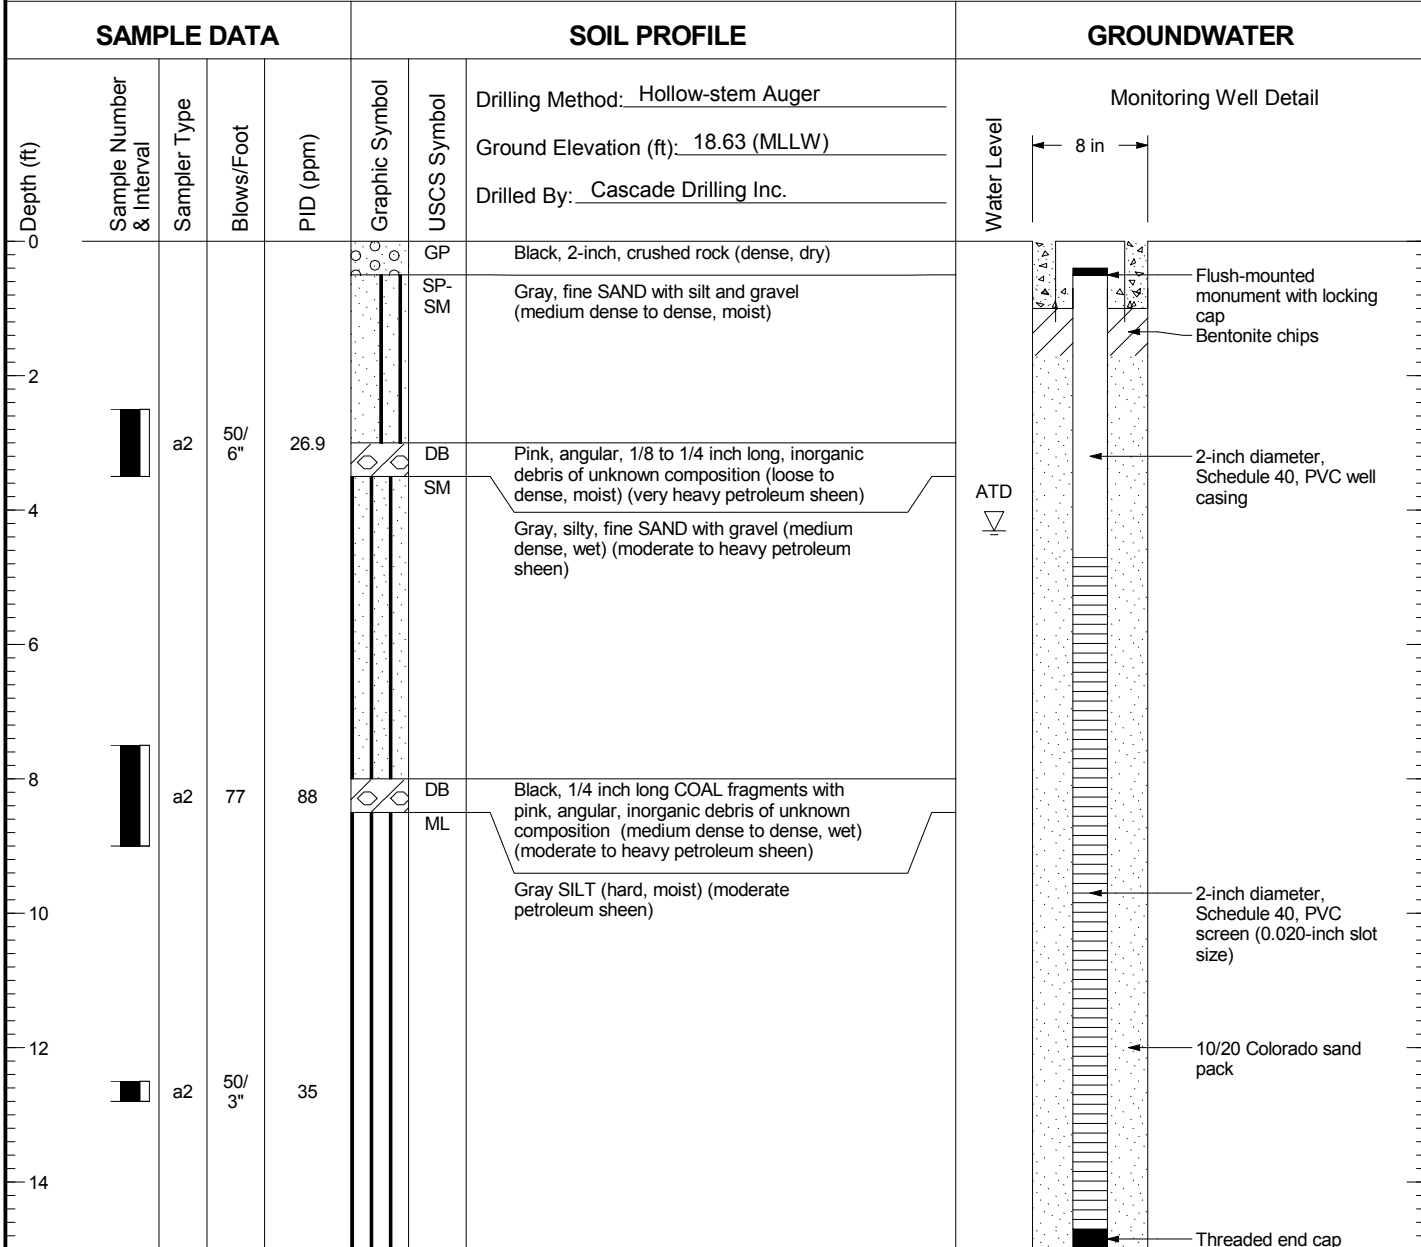 SAMPLE DATA
SOIL PROFILE
GROUNDWATER
Depth (ft)
Sample Number
& Interval
Sampler Type
Blows/Foot
PID (ppm)
Graphic Symbol
USCS Symbol
Drilling Method: Hollow-stem Auger
Ground Elevation (ft): 18.63 (MLLW)
Drilled By: Cascade Drilling Inc.
Water Level
Monitoring Well Detail
8 in
0
GP
Black, 2-inch, crushed rock (dense, dry)
SP-
SM
Gray, fine SAND with silt and gravel
(medium dense to dense, moist)
Flush-mounted
monument with locking
cap
Bentonite chips
2
a2
50/
6"
26.9
DB
Pink, angular, 1/8 to 1/4 inch long, inorganic
debris of unknown composition (loose to
dense, moist) (very heavy petroleum sheen)
2-inch diameter,
Schedule 40, PVC well
casing
SM
4
Gray, silty, fine SAND with gravel (medium
dense, wet) (moderate to heavy petroleum
sheen)
ATD
6
8
a2
77
88
DB
Black, 1/4 inch long COAL fragments with
pink, angular, inorganic debris of unknown
composition (medium dense to dense, wet)
(moderate to heavy petroleum sheen)
ML
Gray SILT (hard, moist) (moderate
petroleum sheen)
2-inch diameter,
Schedule 40, PVC
screen (0.020-inch slot
size)
10
12
10/20 Colorado sand
pack
a2
50/
3"
35
14
Threaded end cap